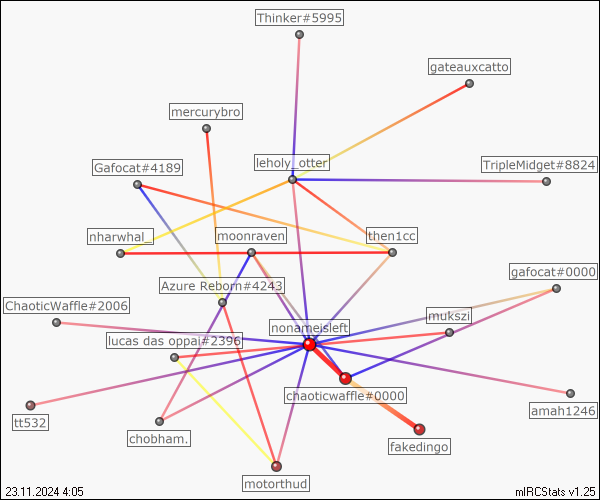 Thinker#5995
gateauxcatto
mercurybro
leholy_otter
Gafocat#4189
TripleMidget#8824
nharwhal_
moonraven
then1cc
gafocat#0000
Azure Reborn#4243
ChaoticWaffle#2006
mukszi
nonameisleft
lucas das oppai#2396
chaoticwaffle#0000
tt532
amah1246
chobham.
fakedingo
motorthud
23.11.2024 4:05
mIRCStats v1.25